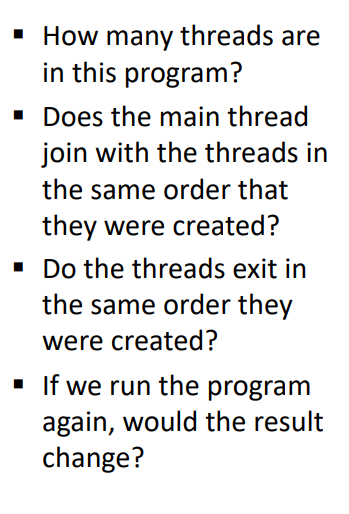 ▪ How many threads are
in this program?
▪ Does the main thread
join with the threads in
the same order that
they were created?
▪ Do the threads exit in
the same order they
were created?
▪ If we run the program
again, would the result
change?